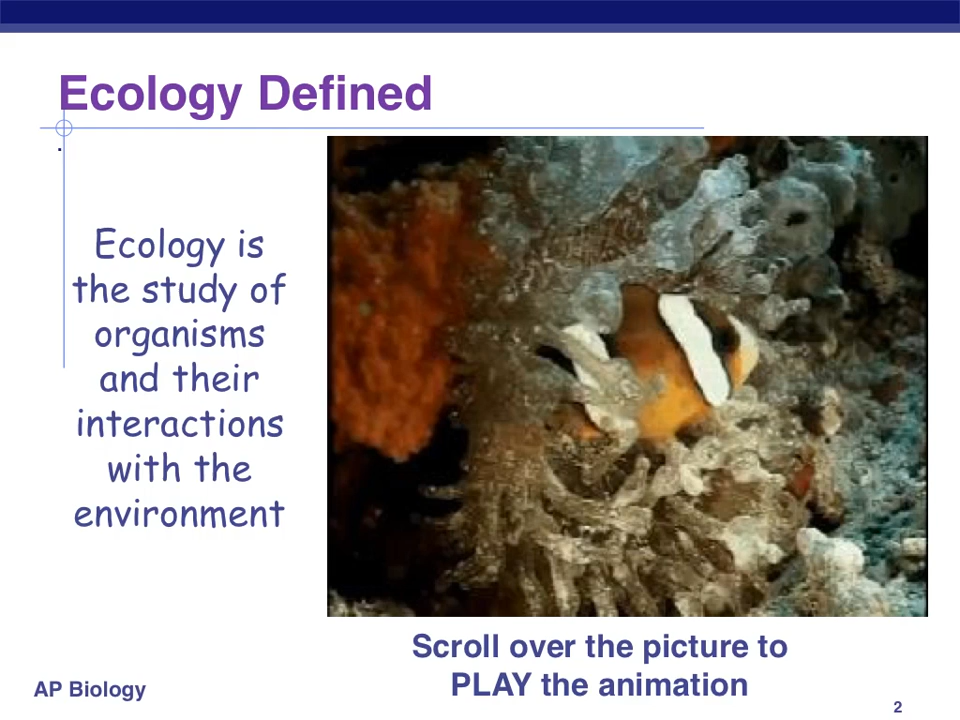 Ecology Defined
.
Ecology is
the study of
organisms
and their
interactions
with the
environment
Scroll over the picture to
PLAY the animation
AP Biology
2